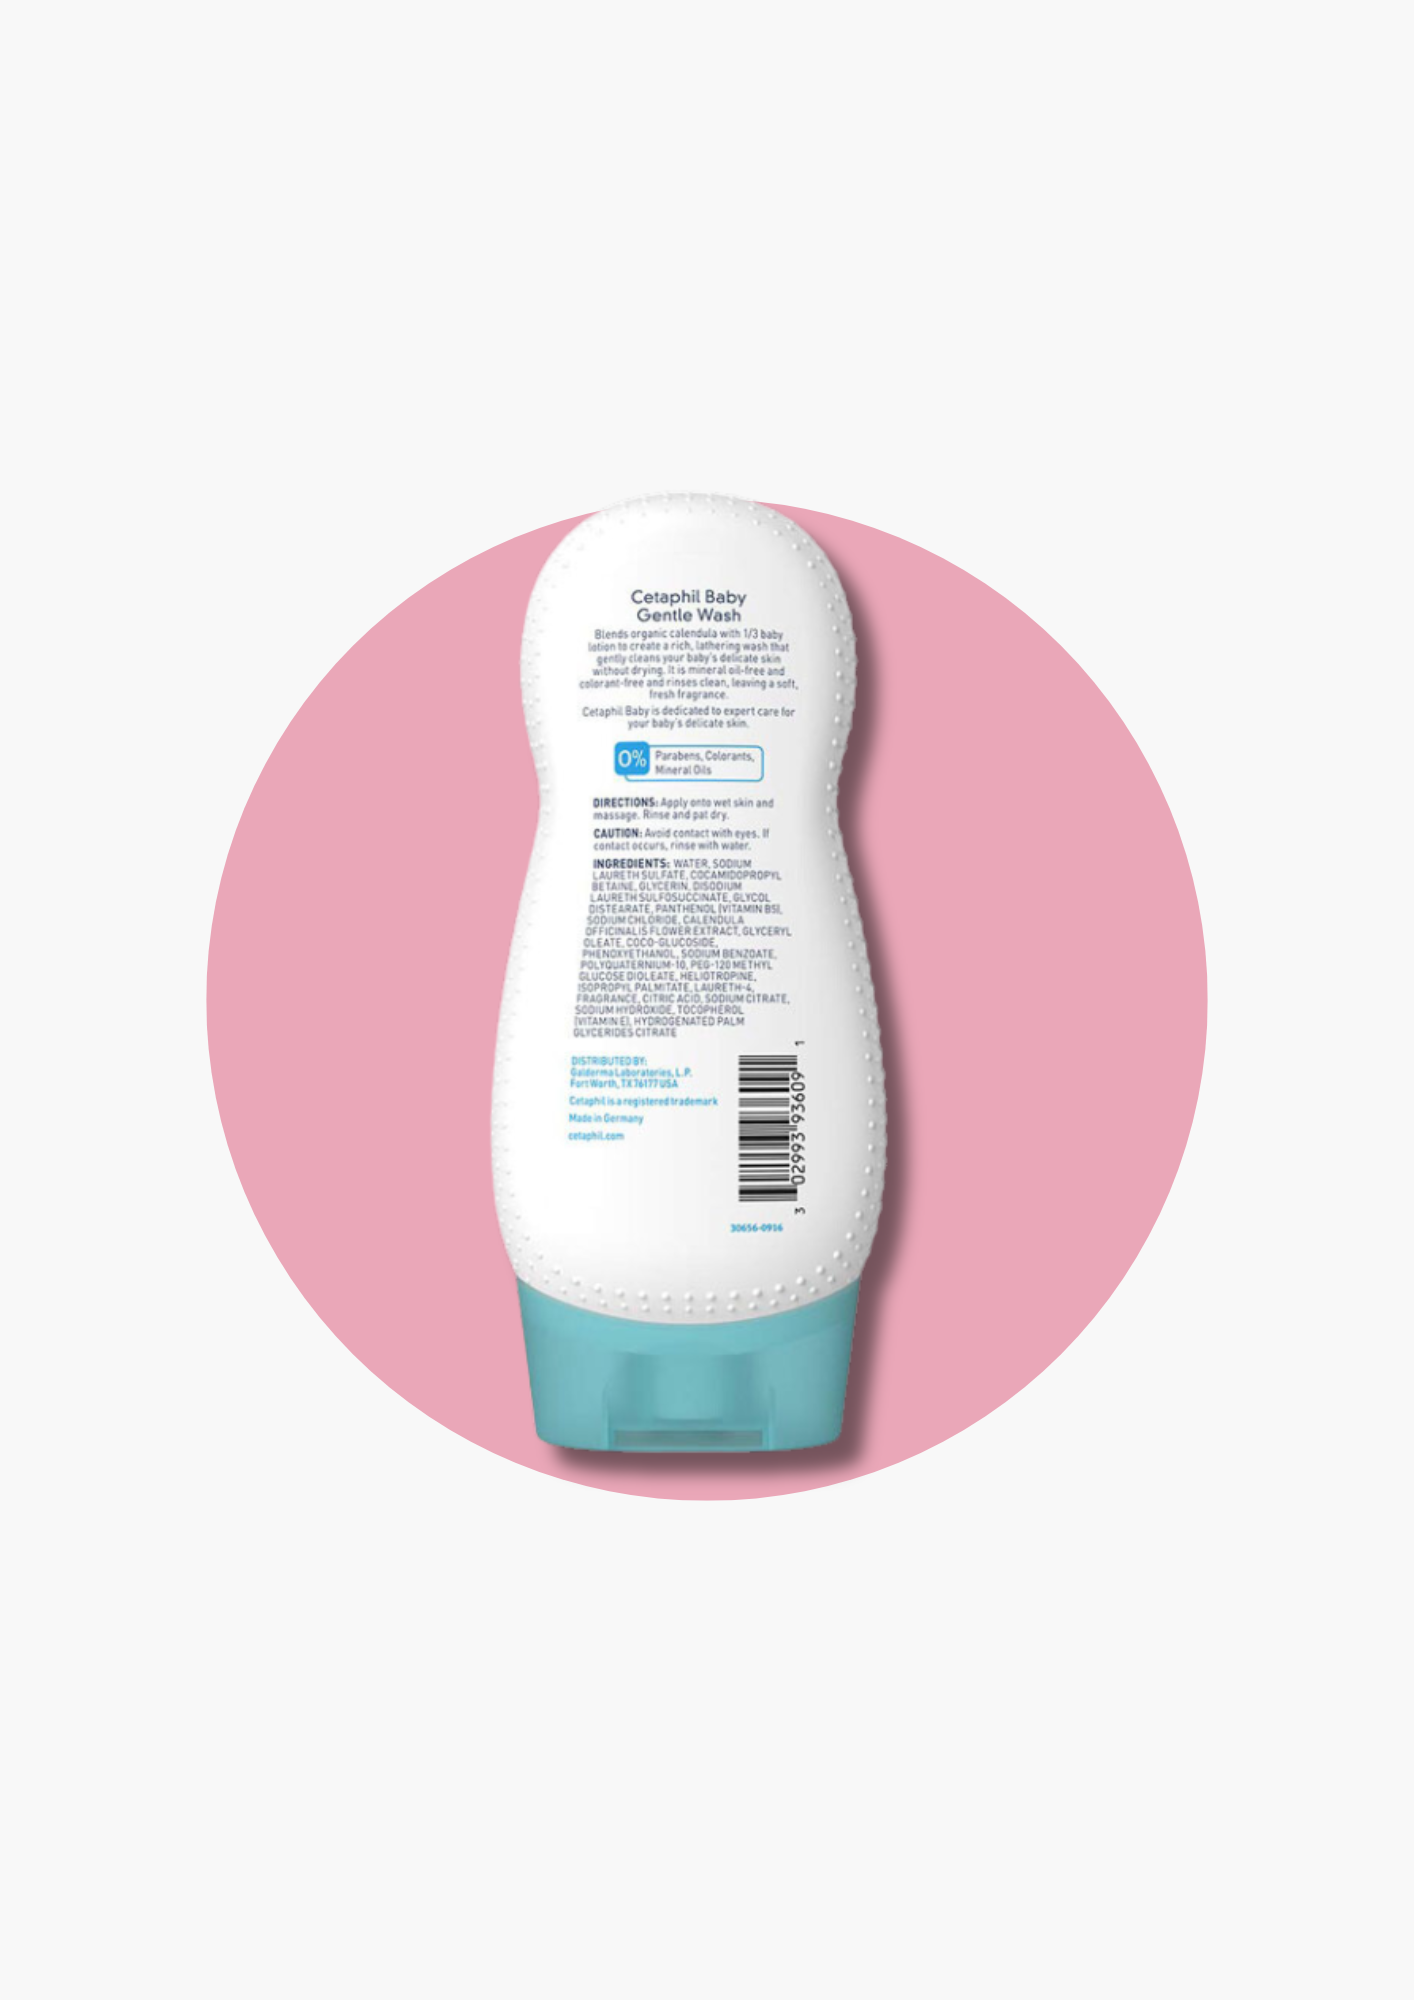 Cetaphil Baby
Gentle Wash
Blends organic calendula with 1/3 baby
lotion to create a rich, lathering wash that
gently cleans your baby's delicate skin
without drying. It is mineral oil-free and
colorant-free and rinses clean, leaving a soft,
fresh fragrance.
Cetaphil Baby is dedicated to expert care for
your baby's delicate skin.
0% Parabens, Colorants,
Mineral Oils
DIRECTIONS: Apply onto wet skin and
massage. Rinse and pat dry.
CAUTION: Avoid contact with eyes. If
contact occurs, rinse with water.
INGREDIENTS: WATER, SODIUM
LAURETH SULFATE, COCAMIDOPROPYL
BETAINE, GLYCERIN, DISODIUM
LAURETH SULFOSUCCINATE, GLYCOL
DISTEARATE, PANTHENOL (VITAMIN B5),
SODIUM CHLORIDE, CALENDULA
OFFICINALIS FLOWER EXTRACT, GLYCERYL
OLEATE, COCO-GLUCOSIDE,
PHENOXYETHANOL, SODIUM BENZOATE,
POLYQUATERNIUM-10, PEG-120 METHYL
GLUCOSE DIOLEATE, HELIOTROPINE,
ISOPROPYL PALMITATE, LAURETH-4,
FRAGRANCE, CITRIC ACID, SODIUM CITRATE,
SODIUM HYDROXIDE, TOCOPHEROL
(VITAMIN E), HYDROGENATED PALM
GLYCERIDES CITRATE
DISTRIBUTED BY:
Galderma Laboratories, L.P.
Fort Worth, TX 76177 USA
Cetaphil is a registered trademark
Made in Germany
cetaphil.com
3 02993 93609 1
30656-0916